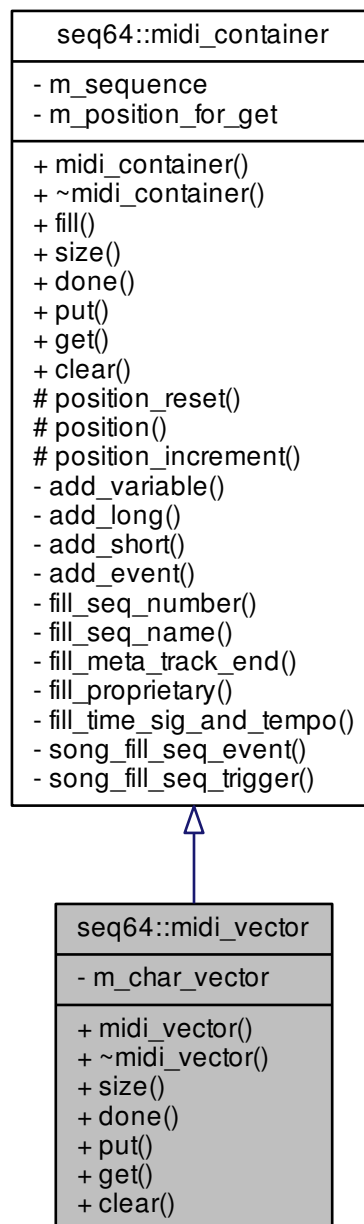 seq64::midi_container
- m_sequence
- m_position_for_get
+ midi_container()
+ ~midi_container()
+ fill()
+ size()
+ done()
+ put()
+ get()
+ clear()
# position_reset()
# position()
# position_increment()
- add_variable()
- add_long()
- add_short()
- add_event()
- fill_seq_number()
- fill_seq_name()
- fill_meta_track_end()
- fill_proprietary()
- fill_time_sig_and_tempo()
- song_fill_seq_event()
- song_fill_seq_trigger()
seq64::midi_vector
- m_char_vector
+ midi_vector()
+ ~midi_vector()
+ size()
+ done()
+ put()
+ get()
+ clear()